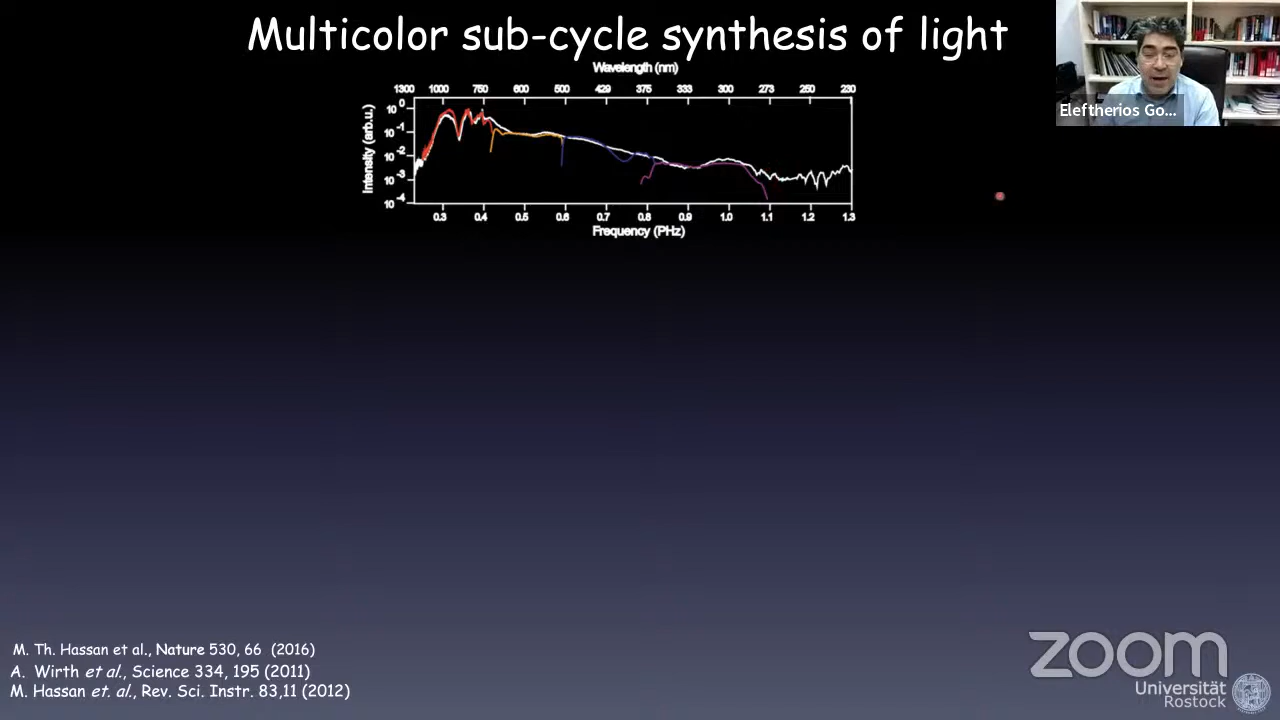 Multicolor sub-cycle synthesis of light
Wavelength (nm)
1300 1000 750 600 500 429 375 333 300 273 250 230
Intensity (arb.u.)
10^0
10^-1
10^-2
10^-3
10^-4
0.3 0.4 0.5 0.6 0.7 0.8 0.9 1.0 1.1 1.2 1.3
Frequency (PHz)
Eleftherios Go...
M. Th. Hassan et al., Nature 530, 66 (2016)
A. Wirth et al., Science 334, 195 (2011)
M. Hassan et. al., Rev. Sci. Instr. 83,11 (2012)
zoom
Universität
Rostock